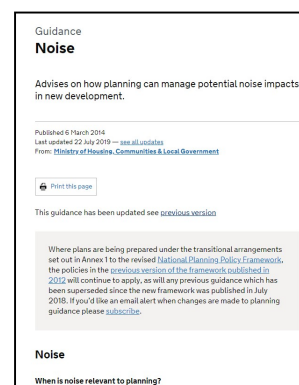 Guidance
Noise
Advises on how planning can manage potential noise impacts
in new development.
Published 6 March 2014
Last updated 22 July 2019 — see all updates
From: Ministry of Housing, Communities & Local Government
Print this page
This guidance has been updated see previous version
Where plans are being prepared under the transitional arrangements
set out in Annex 1 to the revised National Planning Policy Framework,
the policies in the previous version of the framework published in
2012 will continue to apply, as will any previous guidance which has
been superseded since the new framework was published in July
2018. If you'd like an email alert when changes are made to planning
guidance please subscribe.
Noise
When is noise relevant to planning?